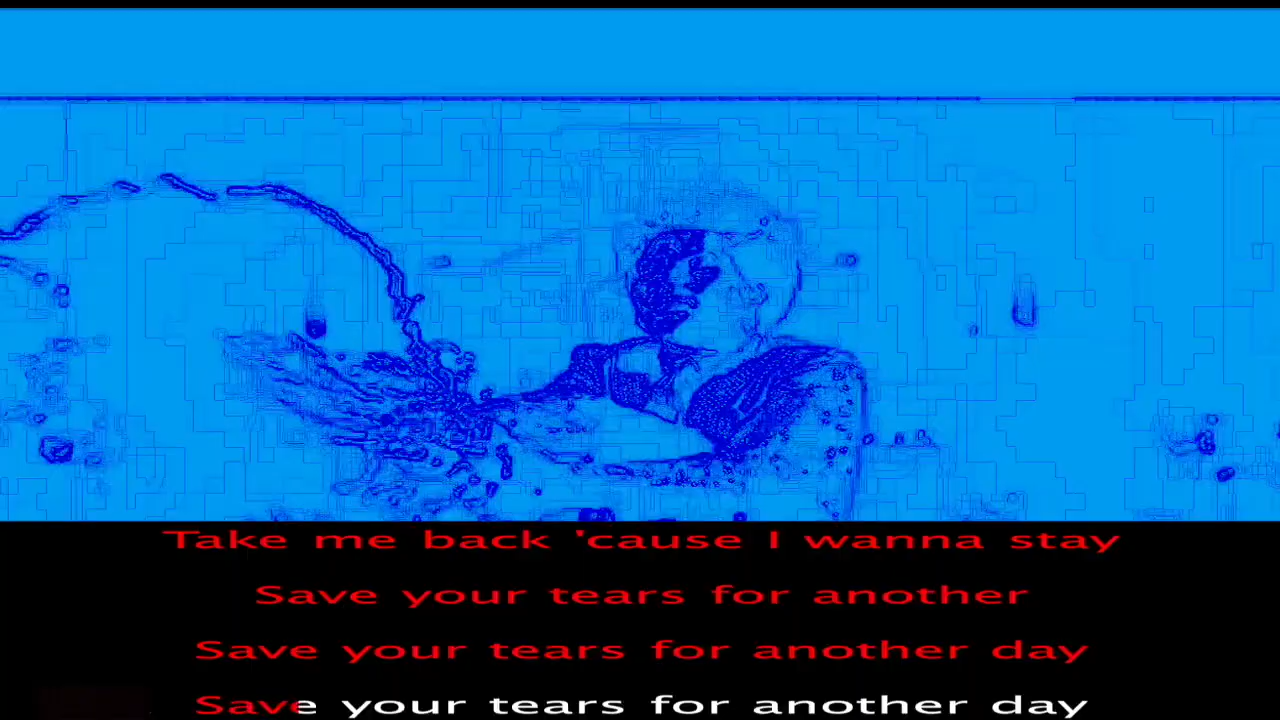 Take me back 'cause I wanna stay
Save your tears for another
Save your tears for another day
Save your tears for another day